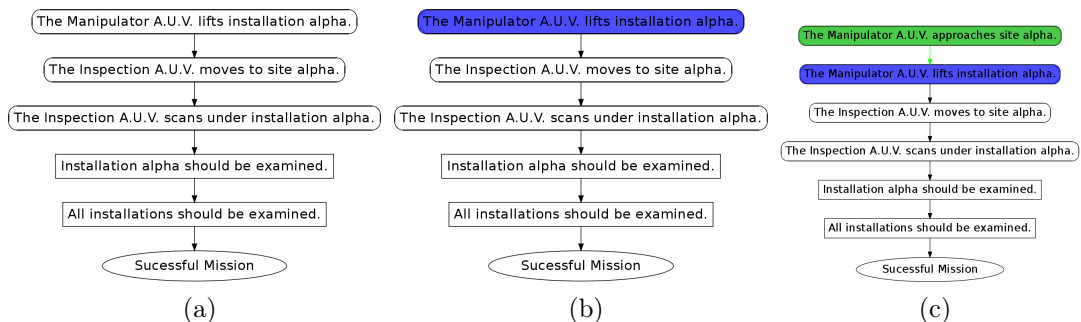 The Manipulator A.U.V. lifts installation alpha.
The Inspection A.U.V. moves to site alpha.
The Inspection A.U.V. scans under installation alpha.
Installation alpha should be examined.
All installations should be examined.
Sucessful Mission
(a)
The Manipulator A.U.V. lifts installation alpha.
The Inspection A.U.V. moves to site alpha.
The Inspection A.U.V. scans under installation alpha.
Installation alpha should be examined.
All installations should be examined.
Sucessful Mission
(b)
The Manipulator A.U.V. approaches site alpha.
The Manipulator A.U.V. lifts installation alpha.
The Inspection A.U.V. moves to site alpha.
The Inspection A.U.V. scans under installation alpha.
Installation alpha should be examined.
All installations should be examined.
Sucessful Mission
(c)